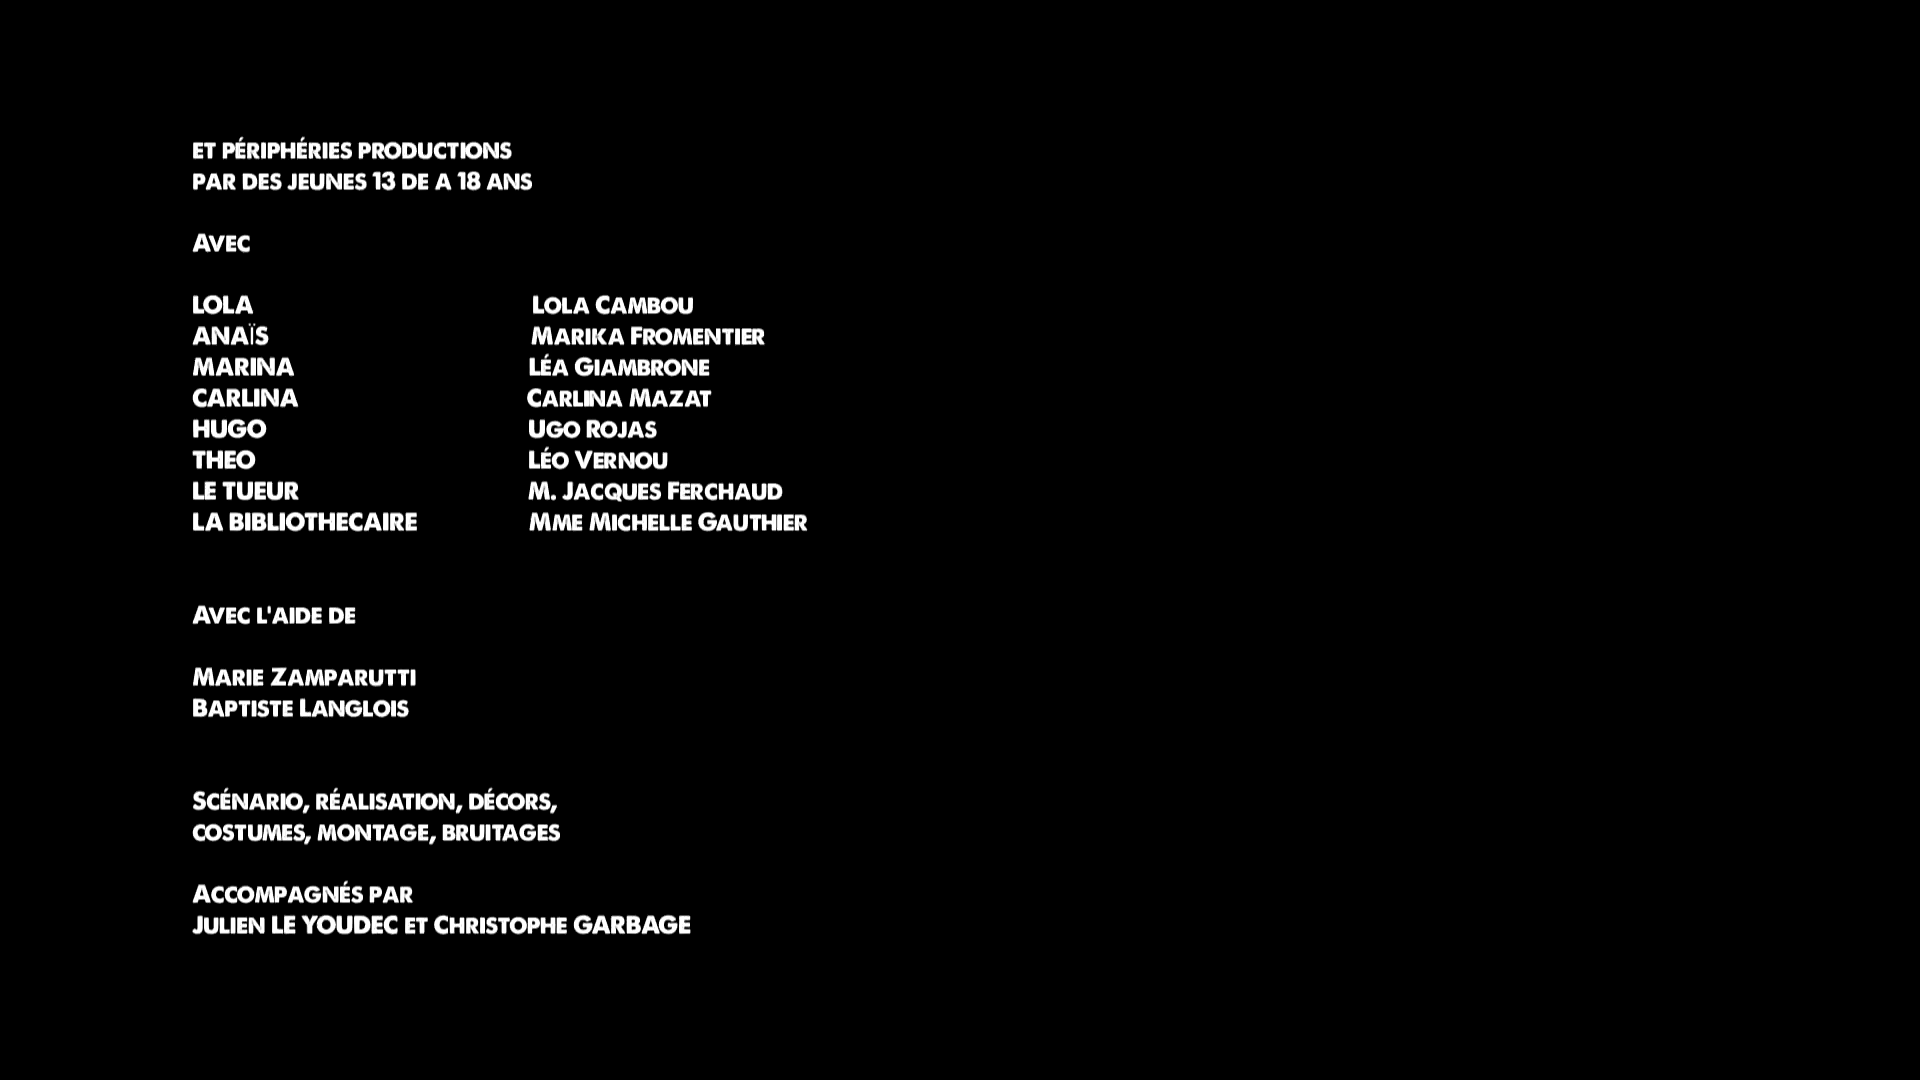 ET PÉRIPHÉRIES PRODUCTIONS
PAR DES JEUNES 13 DE A 18 ANS
AVEC
LOLA LOLA CAMBOU
ANAÏS MARIKA FROMENTIER
MARINA LÉA GIAMBRONE
CARLINA CARLINA MAZAT
HUGO UGO ROJAS
THEO LÉO VERNOU
LE TUEUR M. JACQUES FERCHAUD
LA BIBLIOTHECAIRE MME MICHELLE GAUTHIER
AVEC L'AIDE DE
MARIE ZAMPARUTTI
BAPTISTE LANGLOIS
SCÉNARIO, RÉALISATION, DÉCORS,
COSTUMES, MONTAGE, BRUITAGES
ACCOMPAGNÉS PAR
JULIEN LE YOUDEC ET CHRISTOPHE GARBAGE